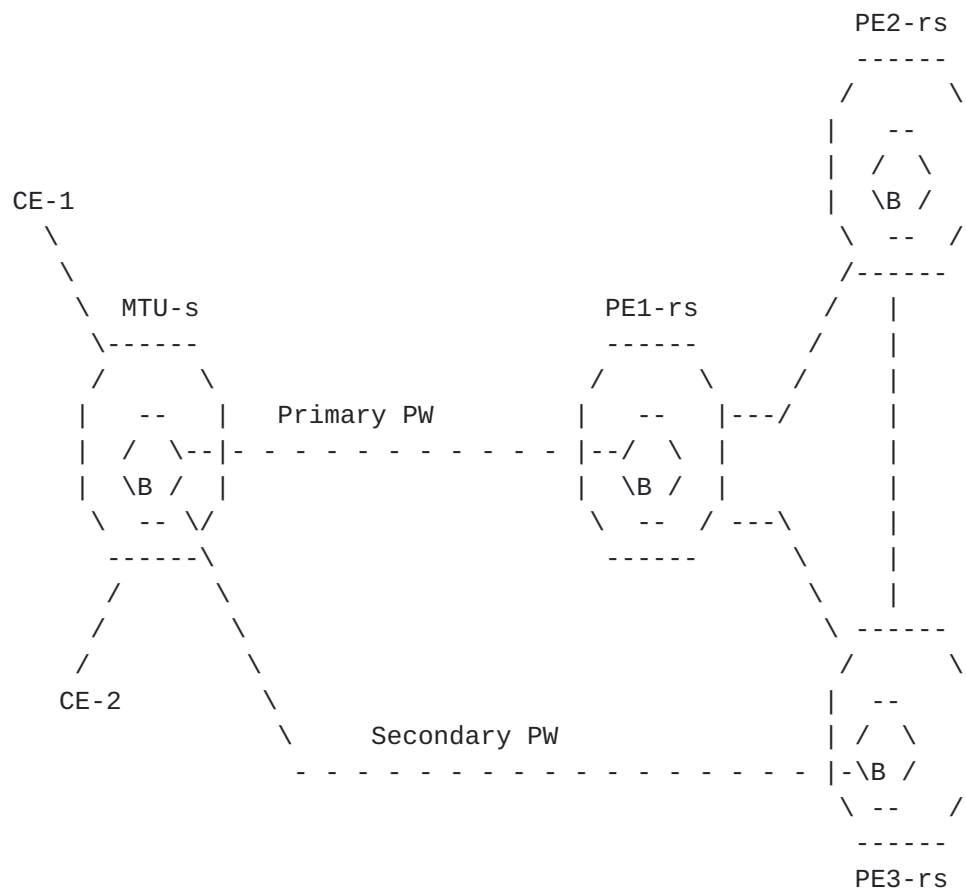 PE2-rs
CE-1
B
MTU-s
PE1-rs
Primary PW
B
B
CE-2
Secondary PW
B
PE3-rs